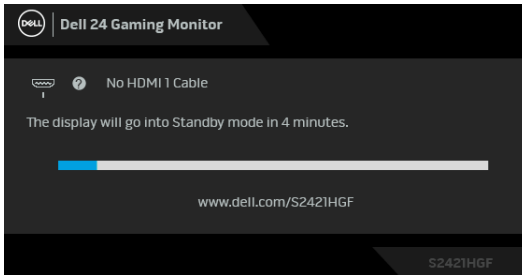 DELL
Dell 24 Gaming Monitor
? No HDMI 1 Cable
The display will go into Standby mode in 4 minutes.
www.dell.com/S2421HGF
S2421HGF